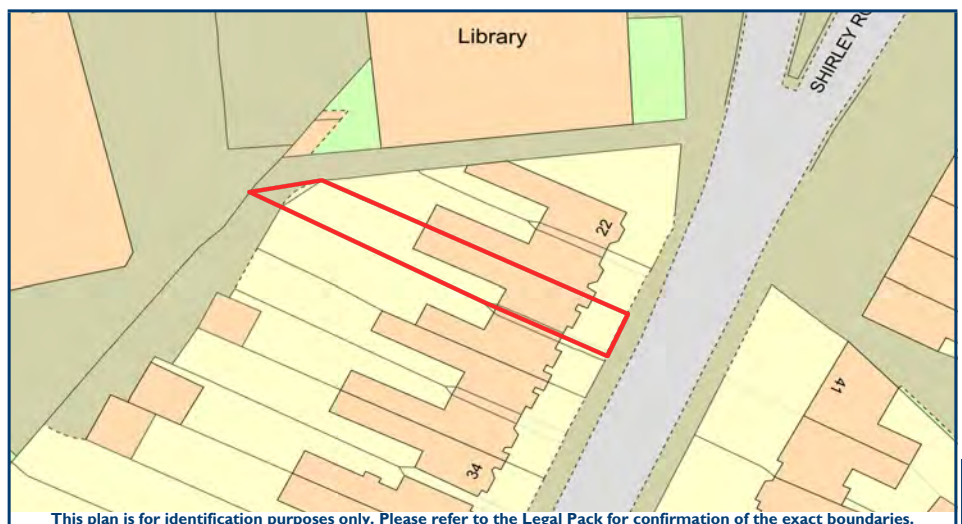 Library
SHIRLEY RO
22
41
34
This plan is for identification purposes only. Please refer to the Legal Pack for confirmation of the exact boundaries.